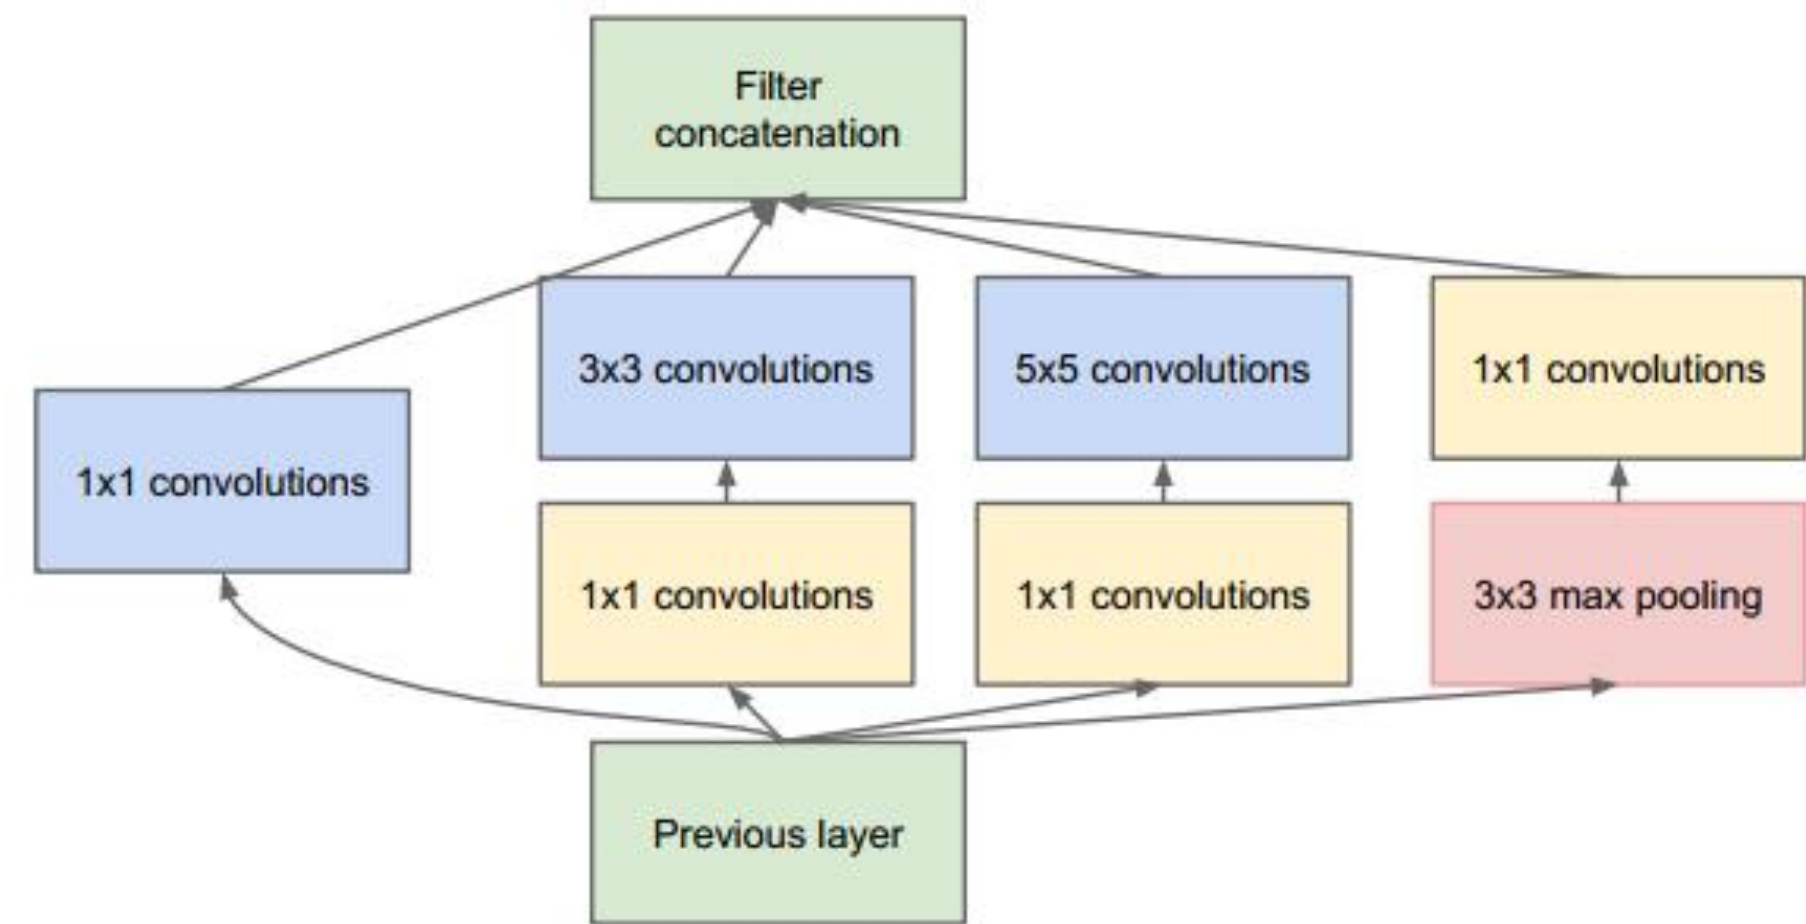 Filter
concatenation
3x3 convolutions
5x5 convolutions
1x1 convolutions
1x1 convolutions
1x1 convolutions
1x1 convolutions
3x3 max pooling
Previous layer